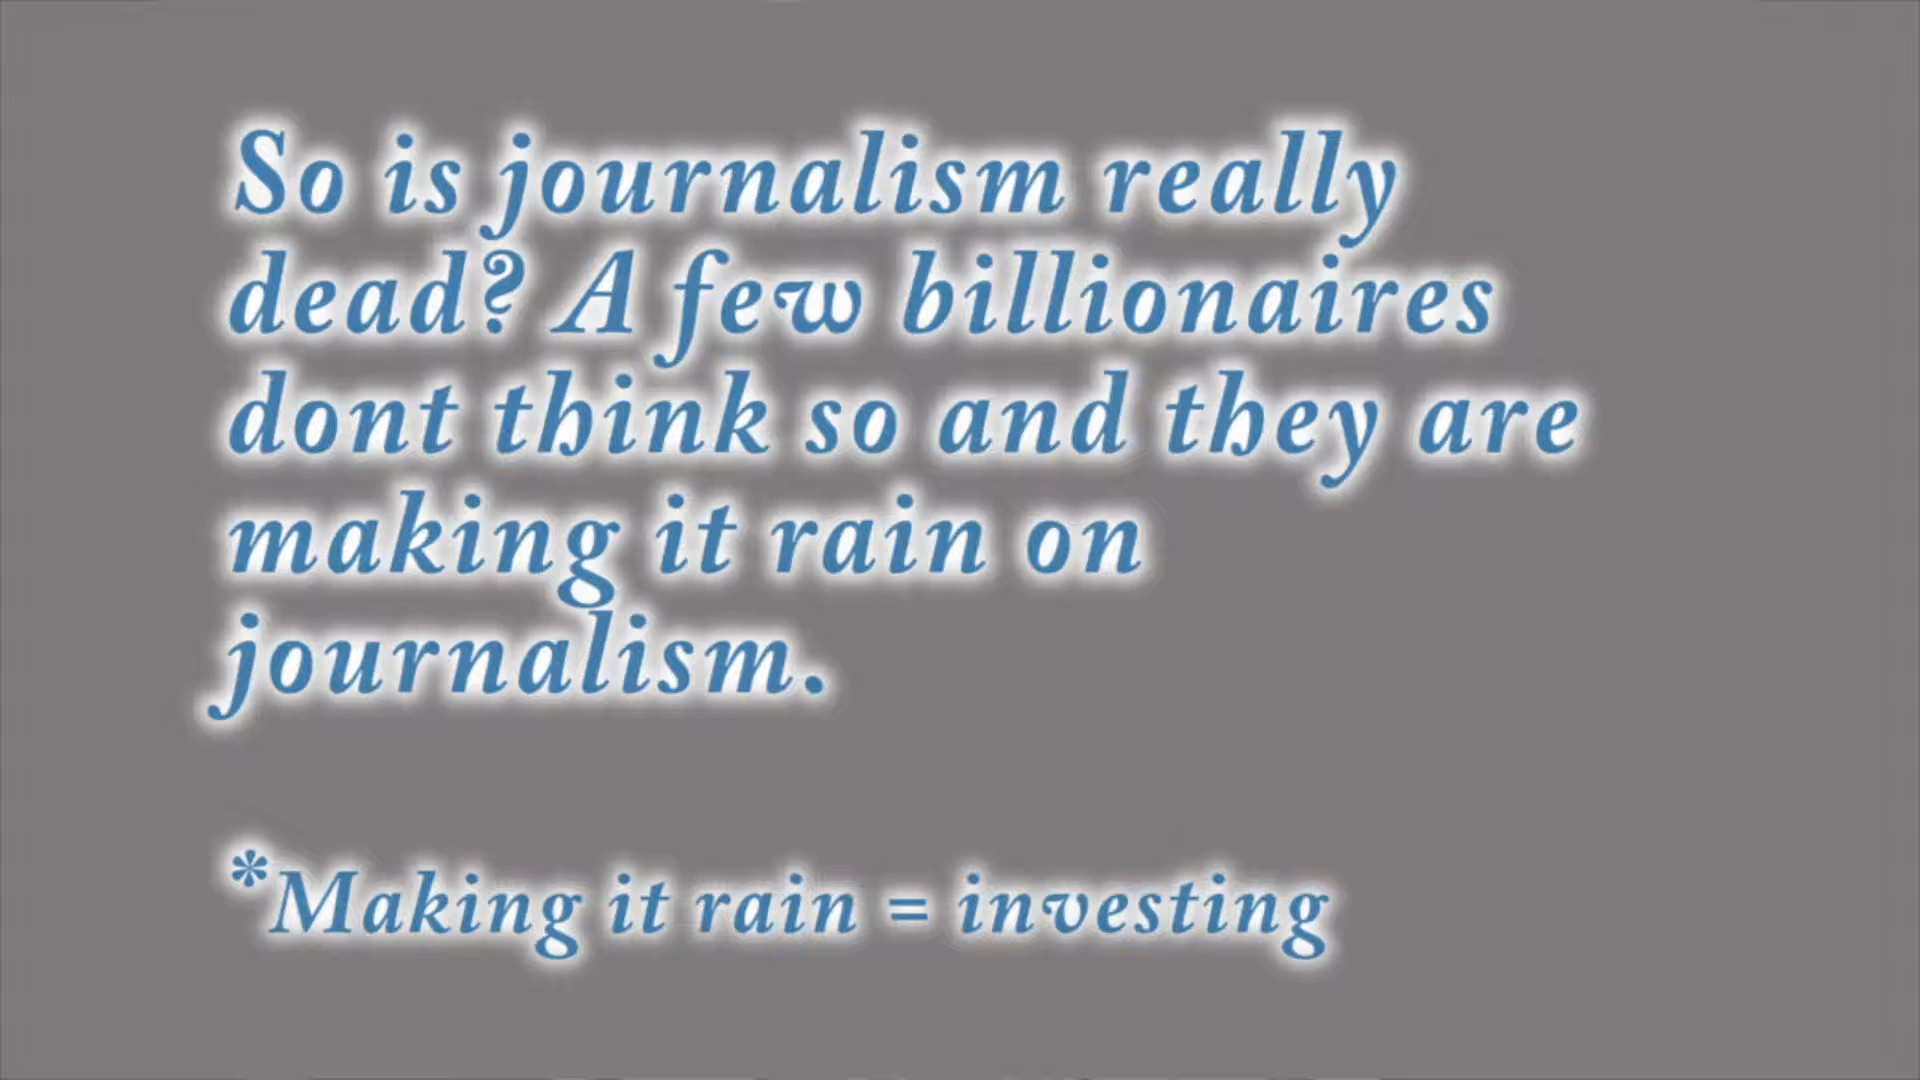 So is journalism really
dead? A few billionaires
dont think so and they are
making it rain on
journalism.
*Making it rain = investing